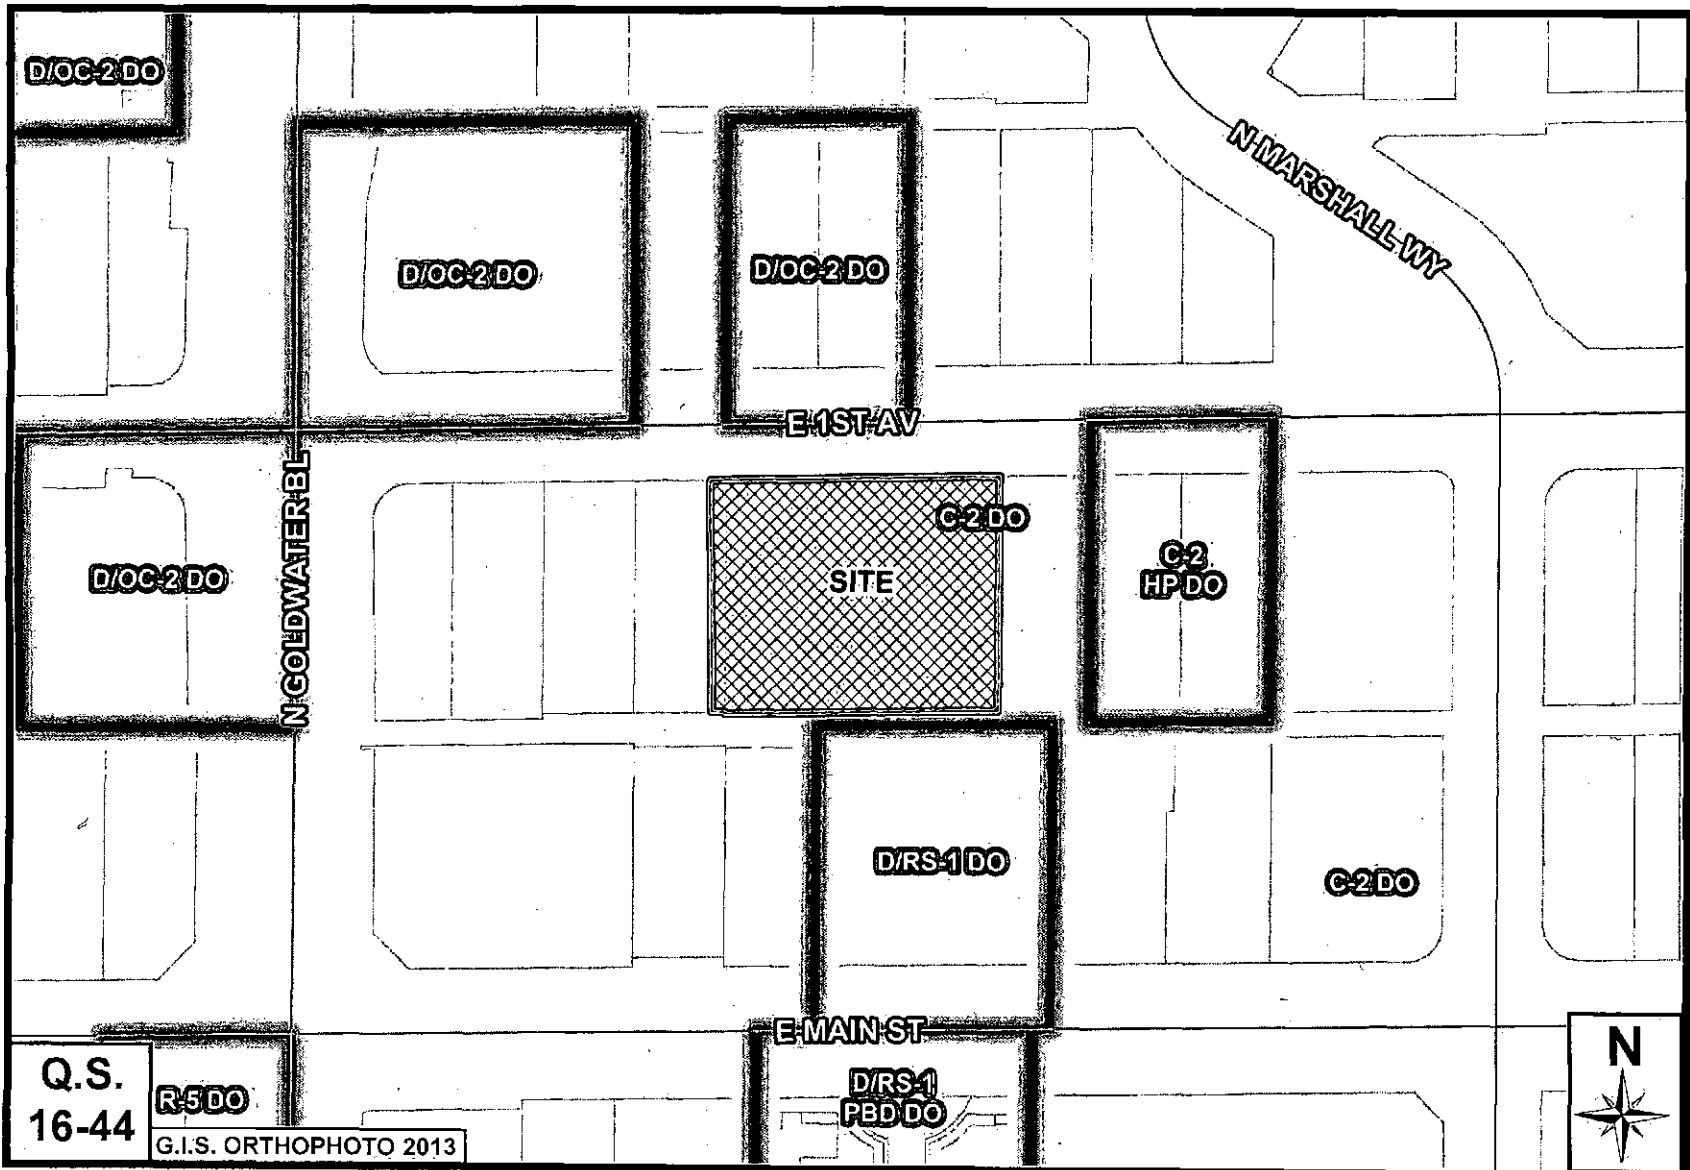 D/OC-2 DO
N MARSHALL WY
D/OC-2 DO
D/OC-2 DO
E 1ST AV
N GOLDWATER BL
C-2 DO
D/OC-2 DO
SITE
C-2
HP DO
D/RS-1 DO
C-2 DO
E MAIN ST
Q.S.
16-44
R-5 DO
G.I.S. ORTHOPHOTO 2013
D/RS-1
PBD DO
N